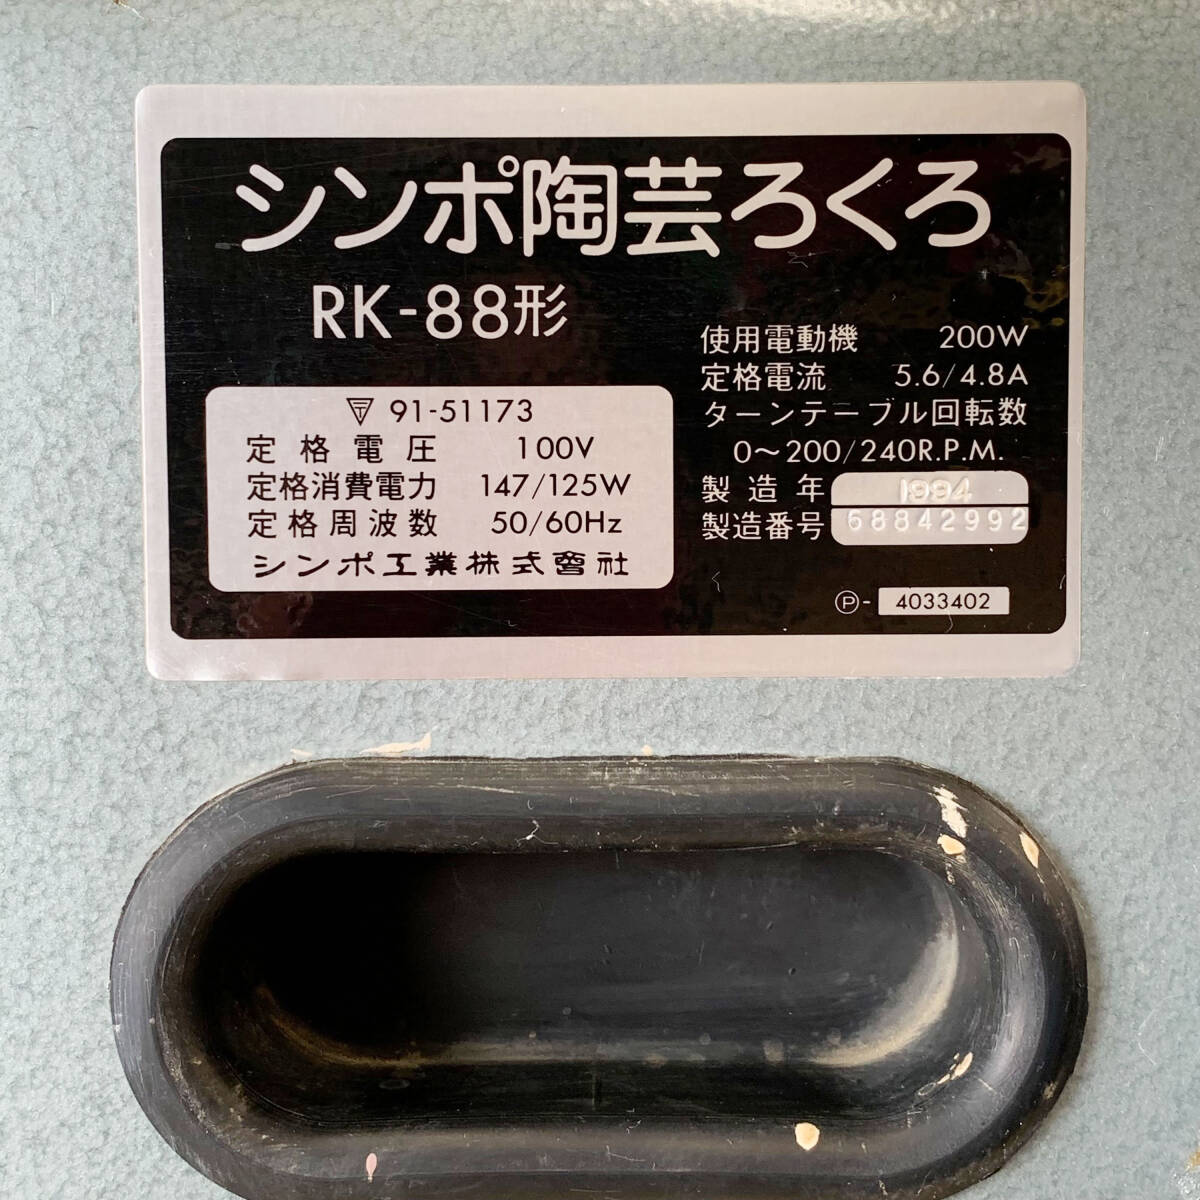 シンポ陶芸ろくろ
RK-88形
〒 91-51173
定格電圧 100V
定格消費電力 147/125W
定格周波数 50/60Hz
シンポ工業株式會社
使用電動機 200W
定格電流 5.6/4.8A
ターンテーブル回転数
0～200/240R.P.M.
製造年 1994
製造番号 68842992
Ⓟ- 4033402